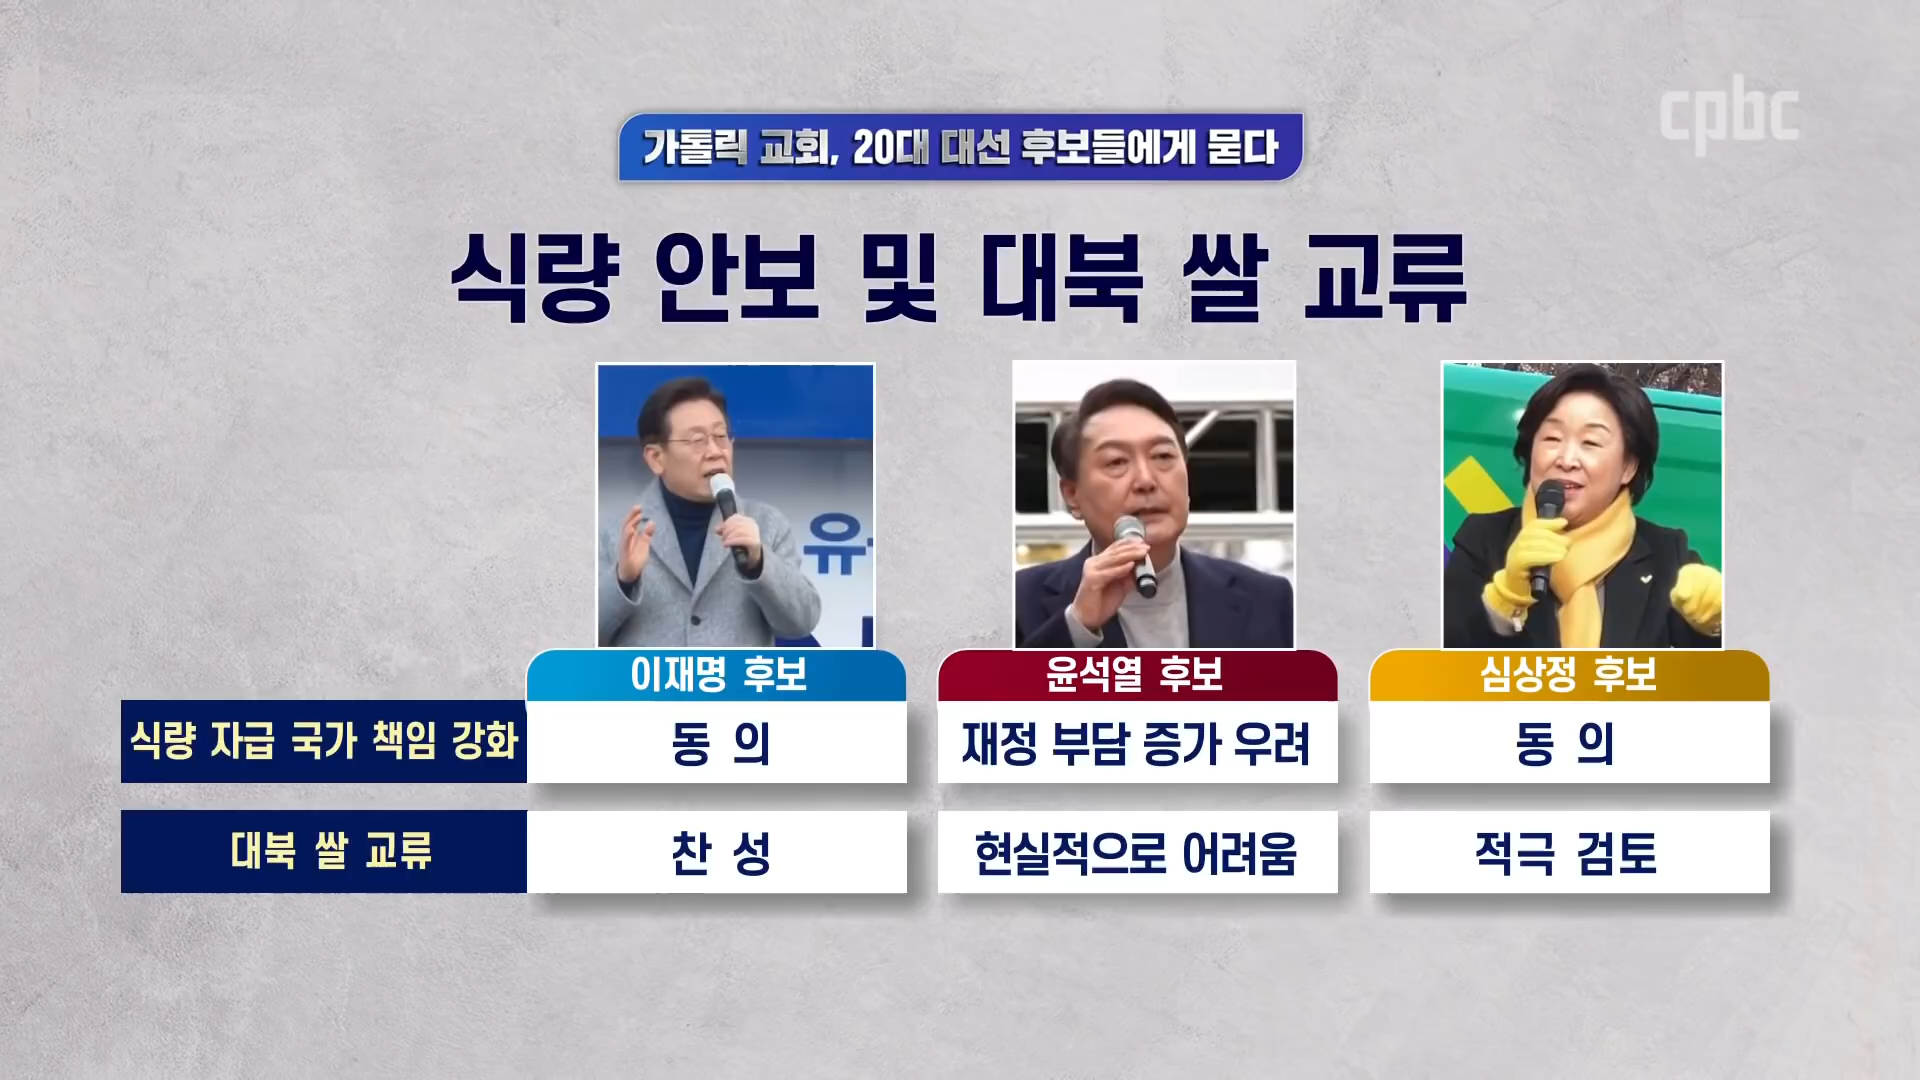 cpbc
가톨릭 교회, 20대 대선 후보들에게 묻다
식량 안보 및 대북 쌀 교류
유
이재명 후보
윤석열 후보
심상정 후보
식량 자급 국가 책임 강화
동 의
재정 부담 증가 우려
동 의
대북 쌀 교류
찬 성
현실적으로 어려움
적극 검토